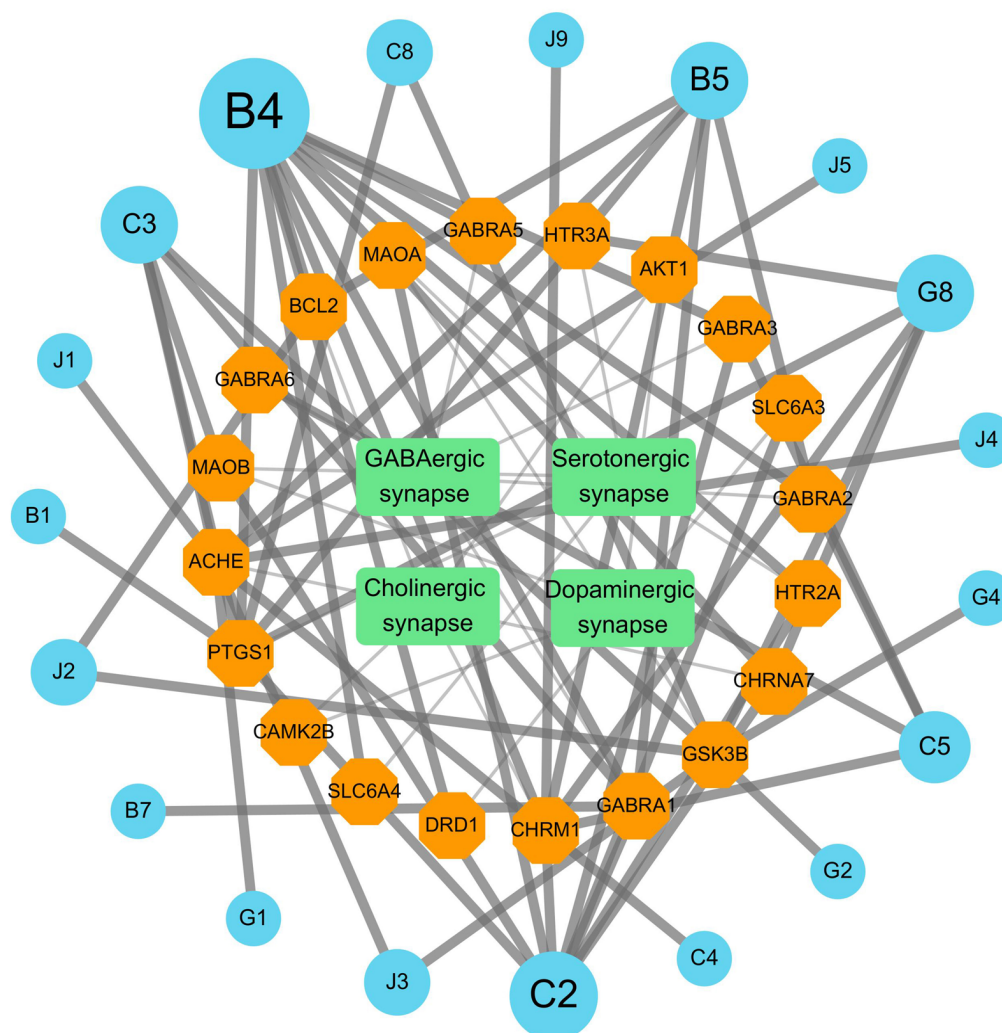 J9
C8
B5
B4
J5
C3
GABRA5
HTR3A
MAOA
AKT1
G8
BCL2
GABRA3
J1
GABRA6
SLC6A3
J4
MAOB
GABAergic
synapse
Serotonergic
synapse
GABRA2
B1
ACHE
Cholinergic
synapse
Dopaminergic
synapse
HTR2A
G4
PTGS1
J2
CHRNA7
CAMK2B
GSK3B
C5
SLC6A4
B7
DRD1
CHRM1
GABRA1
G2
G1
C4
J3
C2